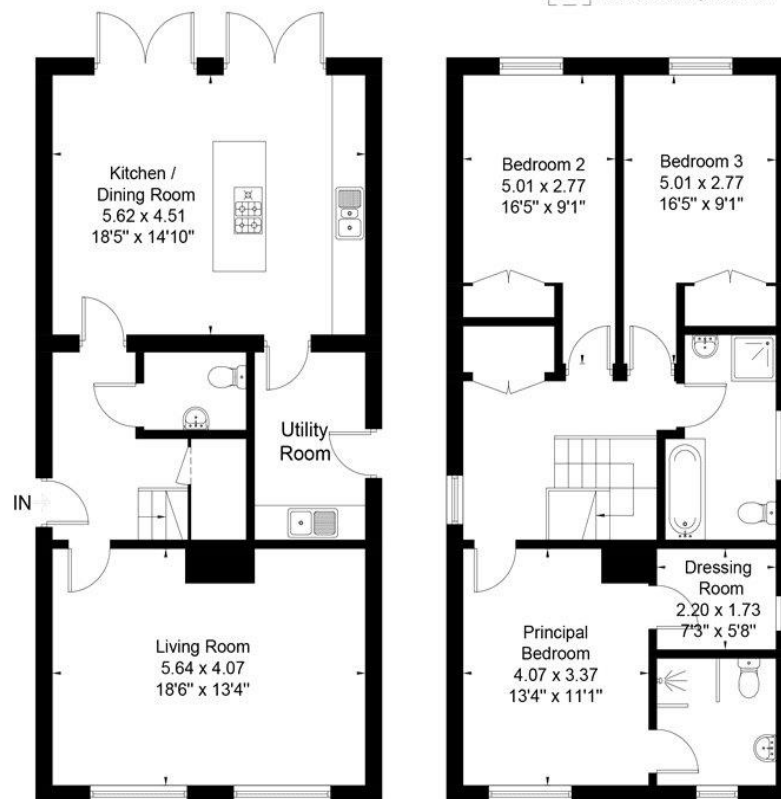 Kitchen /
Dining Room
5.62 x 4.51
18'5" x 14'10"
IN
Utility
Room
Living Room
5.64 x 4.07
18'6" x 13'4"
Bedroom 2
5.01 x 2.77
16'5" x 9'1"
Bedroom 3
5.01 x 2.77
16'5" x 9'1"
Dressing
Room
2.20 x 1.73
7'3" x 5'8"
Principal
Bedroom
4.07 x 3.37
13'4" x 11'1"